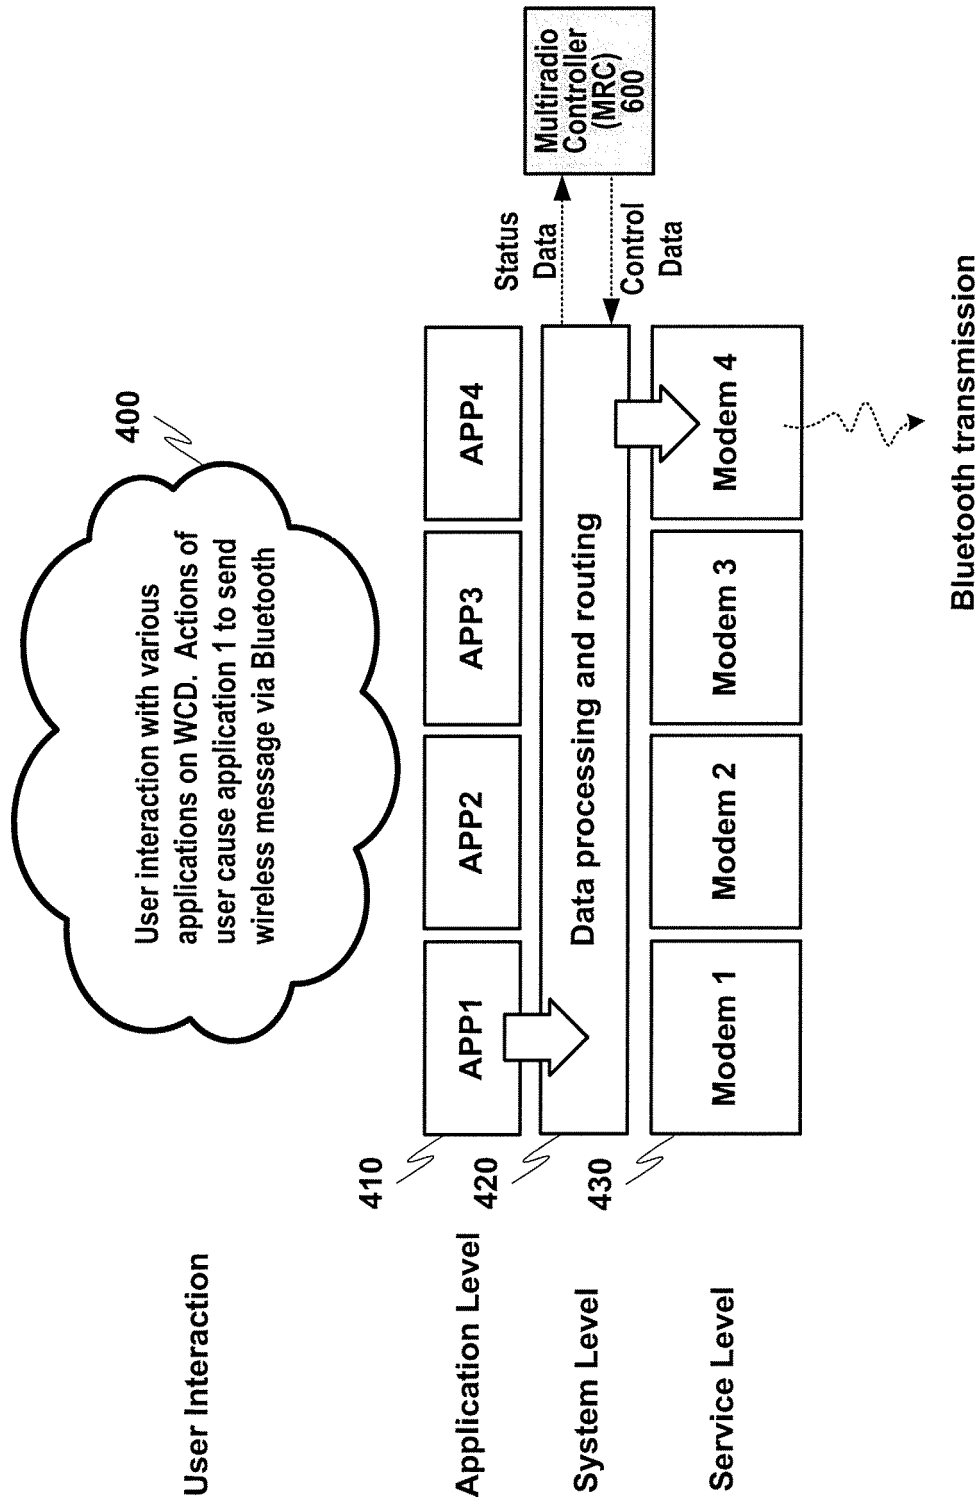 User Interaction
400
User interaction with various
applications on WCD.  Actions of
user cause application 1 to send
wireless message via Bluetooth
Application Level
410
APP1
APP2
APP3
APP4
System Level
420
Data processing and routing
Status
Data
Control
Data
Multiradio
Controller
(MRC)
600
Service Level
430
Modem 1
Modem 2
Modem 3
Modem 4
Bluetooth transmission